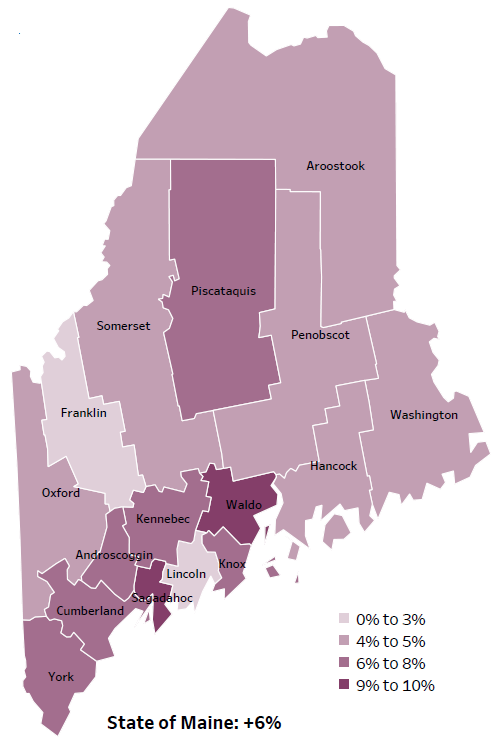 Aroostook
Piscataquis
Somerset
Penobscot
Franklin
Washington
Hancock
Oxford
Waldo
Kennebec
Androscoggin
Knox
Lincoln
Sagadahoc
Cumberland
York
0% to 3%
4% to 5%
6% to 8%
9% to 10%
State of Maine: +6%